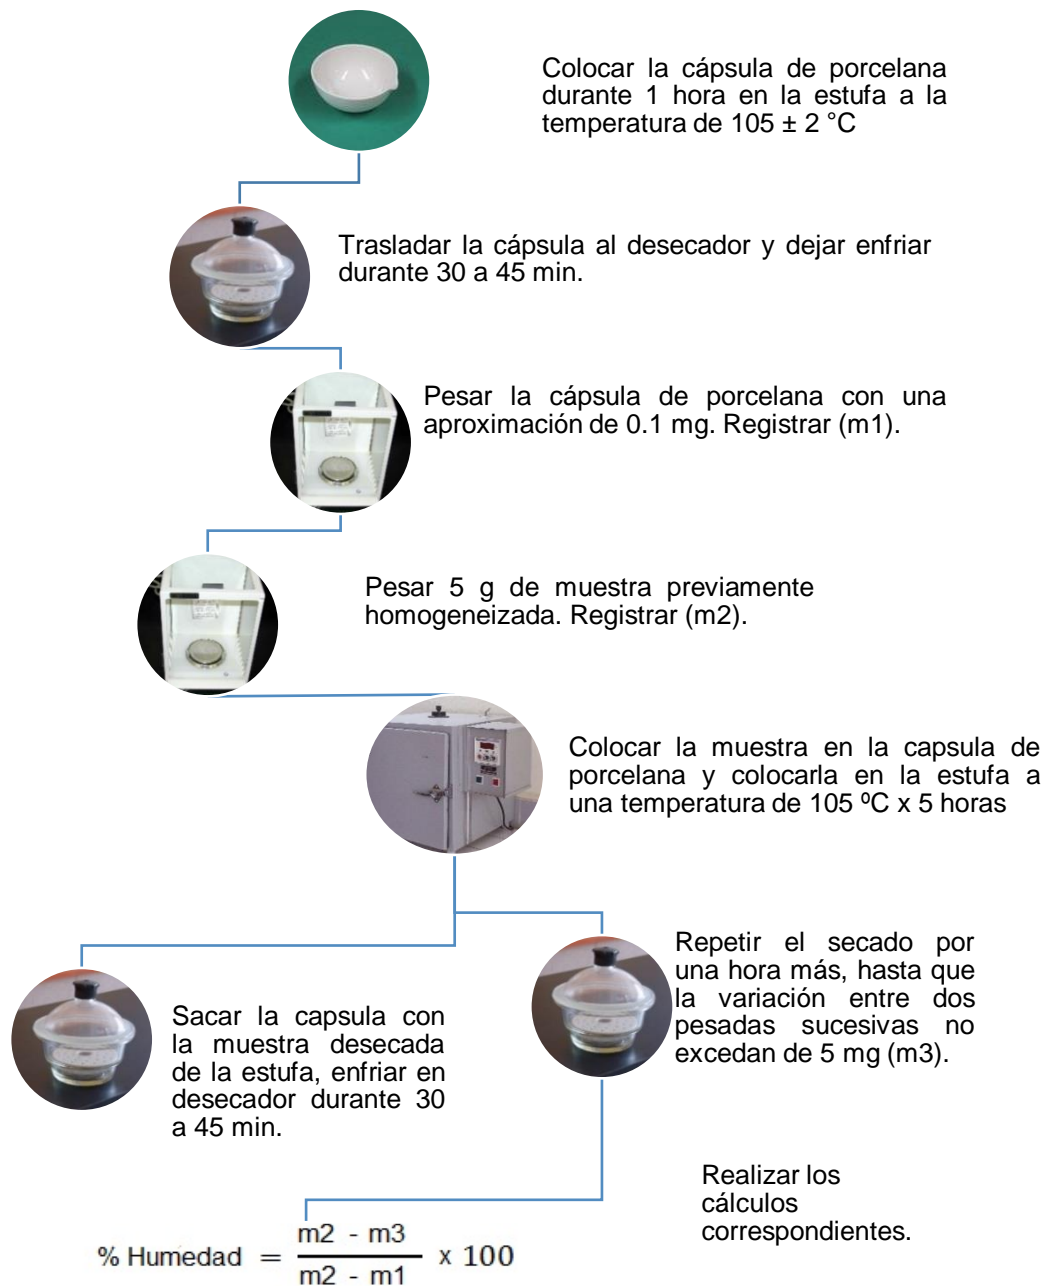 Colocar la cápsula de porcelana
durante 1 hora en la estufa a la
temperatura de 105 ± 2 °C
Trasladar la cápsula al desecador y dejar enfriar
durante 30 a 45 min.
Pesar la cápsula de porcelana con una
aproximación de 0.1 mg. Registrar (m1).
Pesar 5 g de muestra previamente
homogeneizada. Registrar (m2).
Colocar la muestra en la capsula de
porcelana y colocarla en la estufa a
una temperatura de 105 ºC x 5 horas
Repetir el secado por
una hora más, hasta que
la variación entre dos
pesadas sucesivas no
excedan de 5 mg (m3).
Sacar la capsula con
la muestra desecada
de la estufa, enfriar en
desecador durante 30
a 45 min.
Realizar los
cálculos
correspondientes.
m2 - m3
% Humedad = x 100
m2 - m1